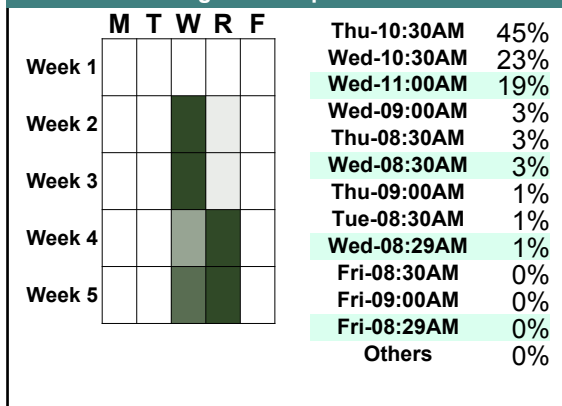 M T W R F
Week 1
Week 2
Week 3
Week 4
Week 5
Thu-10:30AM 45%
Wed-10:30AM 23%
Wed-11:00AM 19%
Wed-09:00AM 3%
Thu-08:30AM 3%
Wed-08:30AM 3%
Thu-09:00AM 1%
Tue-08:30AM 1%
Wed-08:29AM 1%
Fri-08:30AM 0%
Fri-09:00AM 0%
Fri-08:29AM 0%
Others 0%